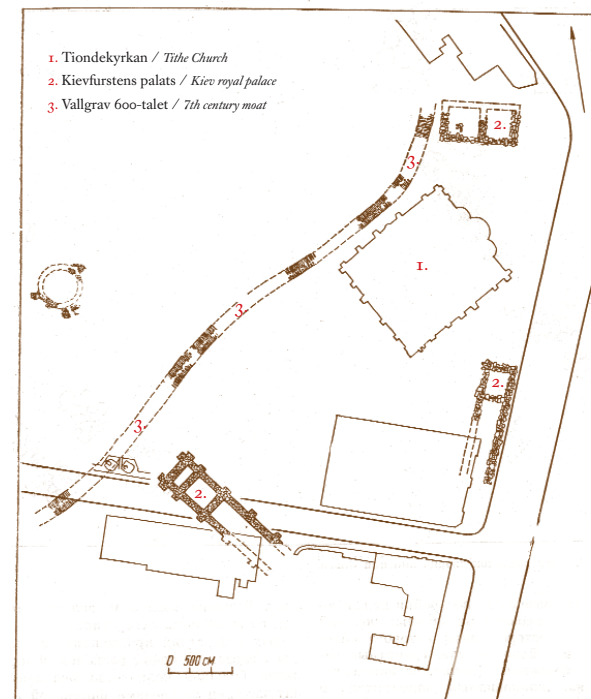 1. Tiondekyrkan / Tithe Church
2. Kievfurstens palats / Kiev royal palace
3. Vallgrav 600-talet / 7th century moat
2.
3.
1.
3.
2.
3.
2.
0 500 см